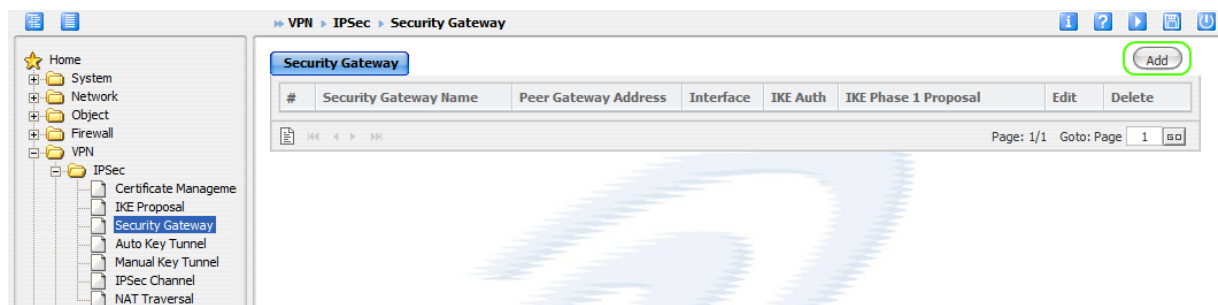 VPN IPSec Security Gateway
Home
System
Network
Object
Firewall
VPN
IPSec
Certificate Manageme
IKE Proposal
Security Gateway
Auto Key Tunnel
Manual Key Tunnel
IPSec Channel
NAT Traversal
Security Gateway
Add
# Security Gateway Name Peer Gateway Address Interface IKE Auth IKE Phase 1 Proposal Edit Delete
Page: 1/1 Goto: Page 1 GO